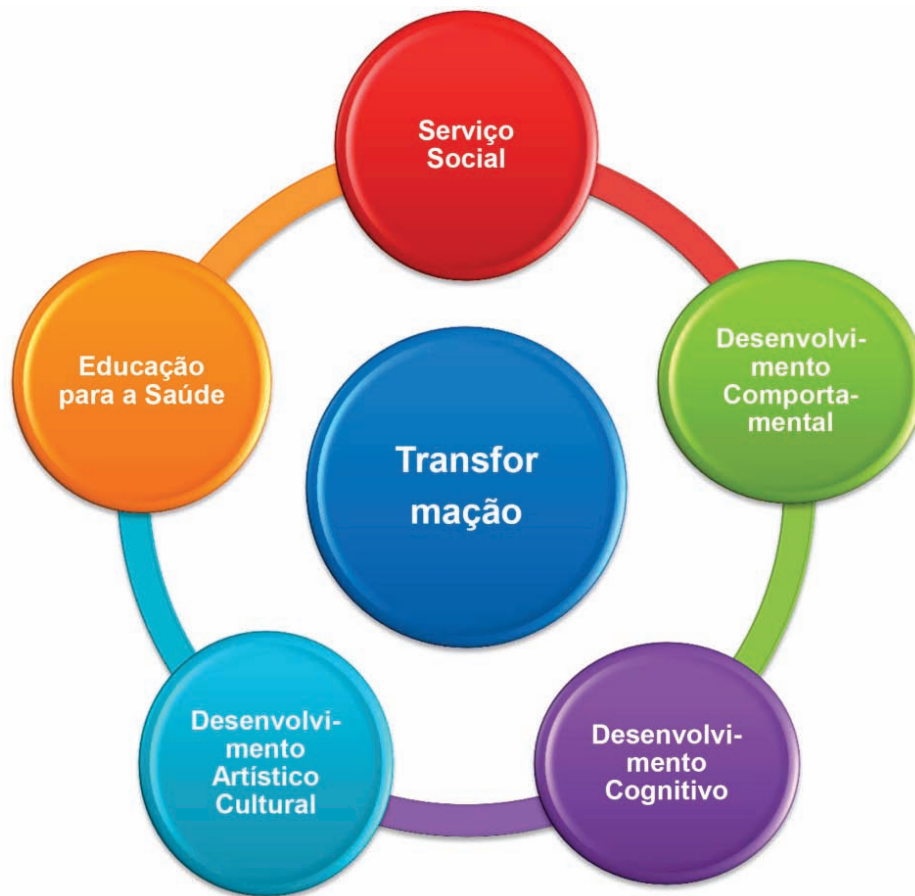 Serviço
Social
Desenvolvi-
mento
Comporta-
mental
Desenvolvi-
mento
Cognitivo
Desenvolvi-
mento
Artístico
Cultural
Educação
para a Saúde
Transfor
mação